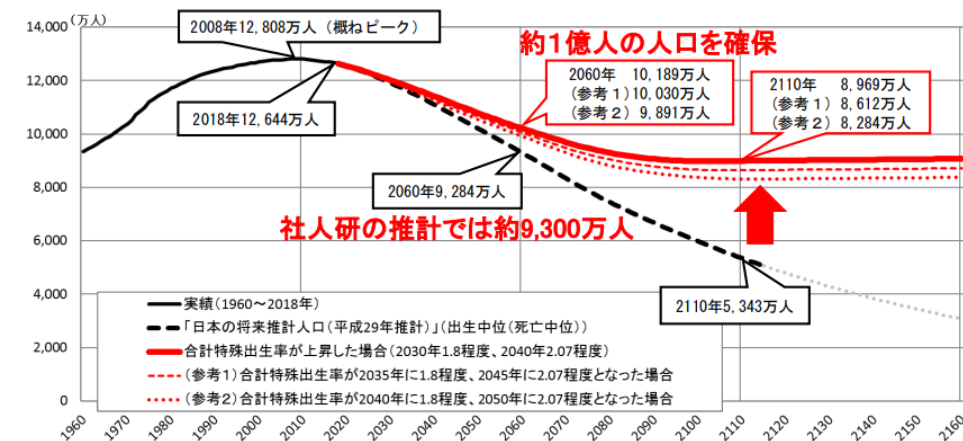 (万人)
14,000
12,000
10,000
8,000
6,000
4,000
2,000
0
2008年12,808万人（概ねピーク）
2018年12,644万人
約１億人の人口を確保
2060年　10,189万人
（参考１）10,030万人
（参考２） 9,891万人
2110年　8,969万人
（参考１） 8,612万人
（参考２） 8,284万人
2060年9,284万人
社人研の推計では約9,300万人
2110年5,343万人
実績（1960～2018年）
「日本の将来推計人口（平成29年推計）」（出生中位（死亡中位））
合計特殊出生率が上昇した場合（2030年1.8程度、2040年2.07程度）
（参考１）合計特殊出生率が2035年に1.8程度、2045年に2.07程度となった場合
（参考２）合計特殊出生率が2040年に1.8程度、2050年に2.07程度となった場合
1960 1970 1980 1990 2000 2010 2020 2030 2040 2050 2060 2070 2080 2090 2100 2110 2120 2130 2140 2150 2160